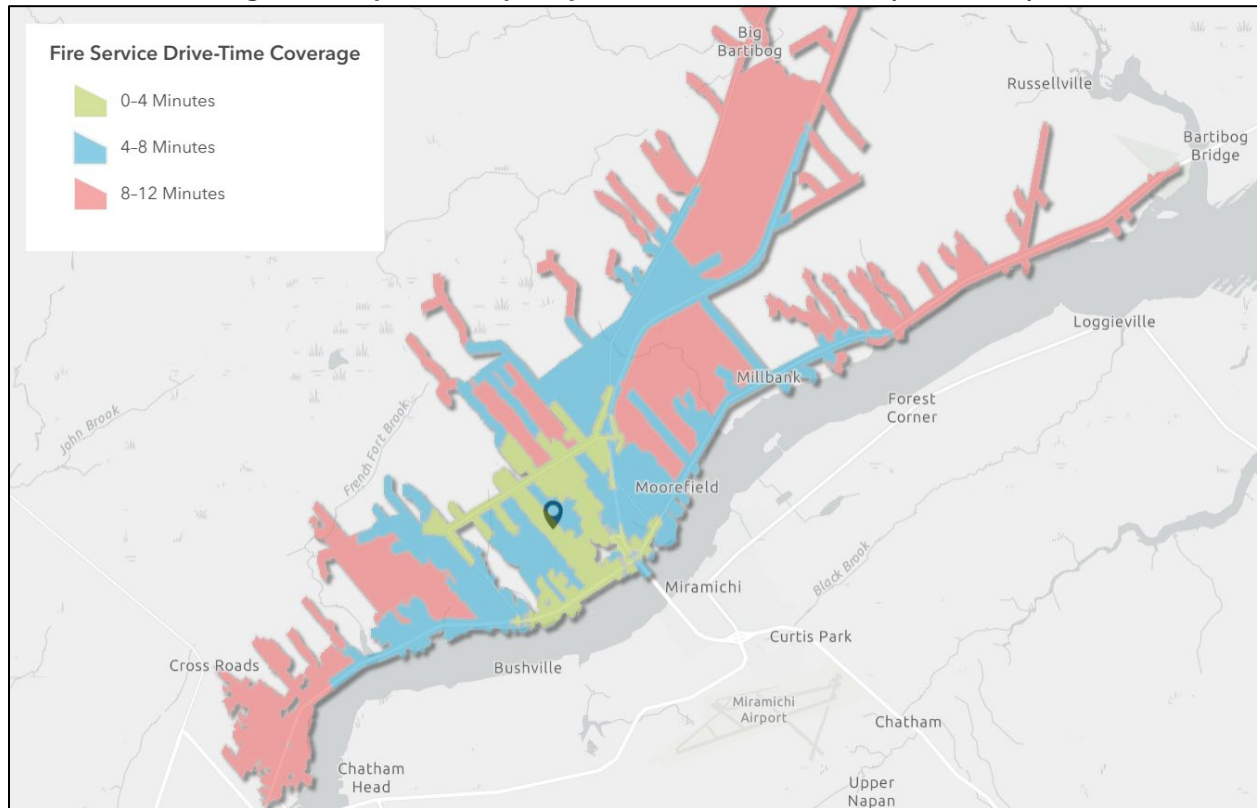 Fire Service Drive-Time Coverage
0–4 Minutes
4–8 Minutes
8–12 Minutes
Big
Bartibog
Russellville
Bartibog
Bridge
Loggieville
Millbank
Forest
Corner
John Brook
French Fort Brook
Moorefield
Black Brook
Miramichi
Curtis Park
Cross Roads
Bushville
Miramichi
Airport
Chatham
Chatham
Head
Upper
Napan